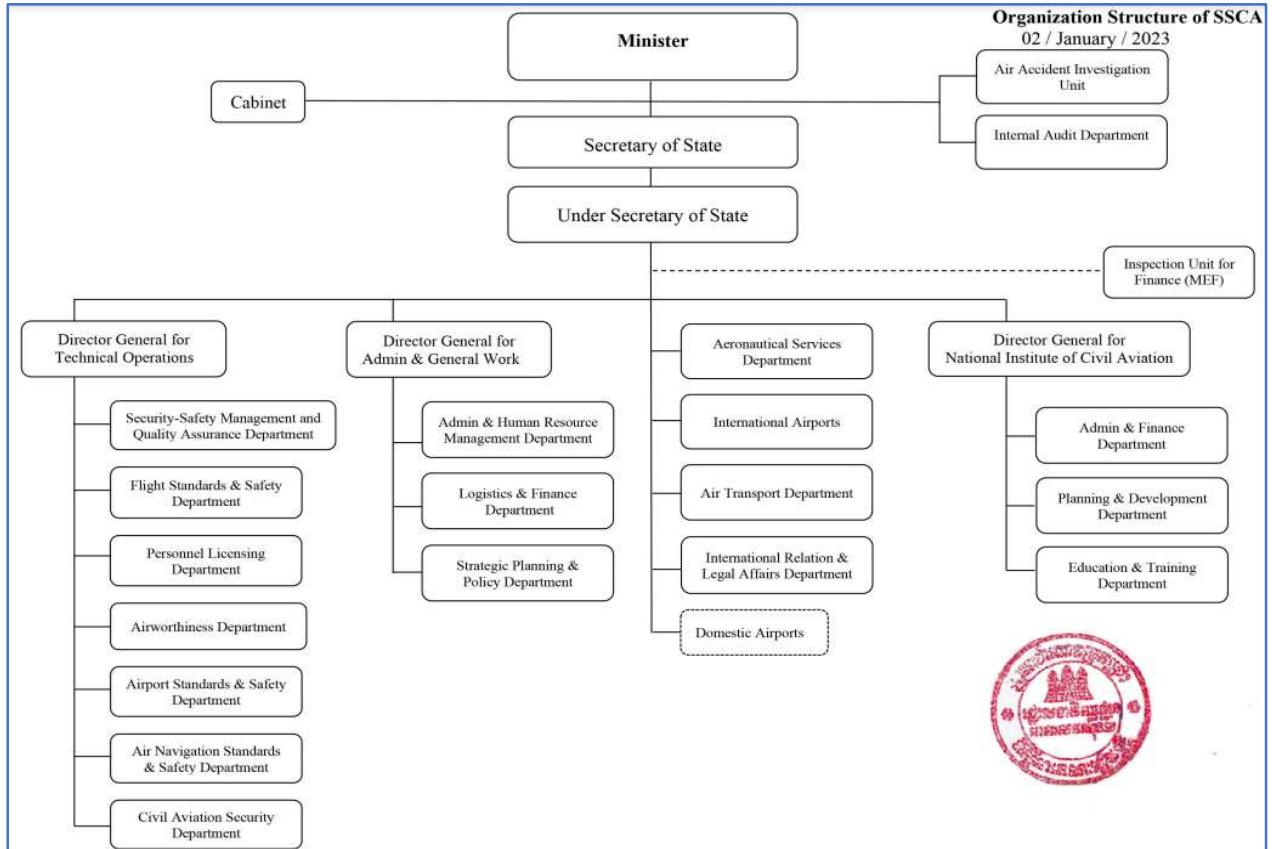 Organization Structure of SSCA
02 / January / 2023
Minister
Air Accident Investigation
Unit
Cabinet
Internal Audit Department
Secretary of State
Under Secretary of State
Inspection Unit for
Finance (MEF)
Director General for
Technical Operations
Director General for
Admin & General Work
Aeronautical Services
Department
Director General for
National Institute of Civil Aviation
Security-Safety Management and
Quality Assurance Department
Flight Standards & Safety
Department
Personnel Licensing
Department
Airworthiness Department
Airport Standards & Safety
Department
Air Navigation Standards
& Safety Department
Civil Aviation Security
Department
Admin & Human Resource
Management Department
Logistics & Finance
Department
Strategic Planning &
Policy Department
International Airports
Air Transport Department
International Relation &
Legal Affairs Department
Domestic Airports
Admin & Finance
Department
Planning & Development
Department
Education & Training
Department